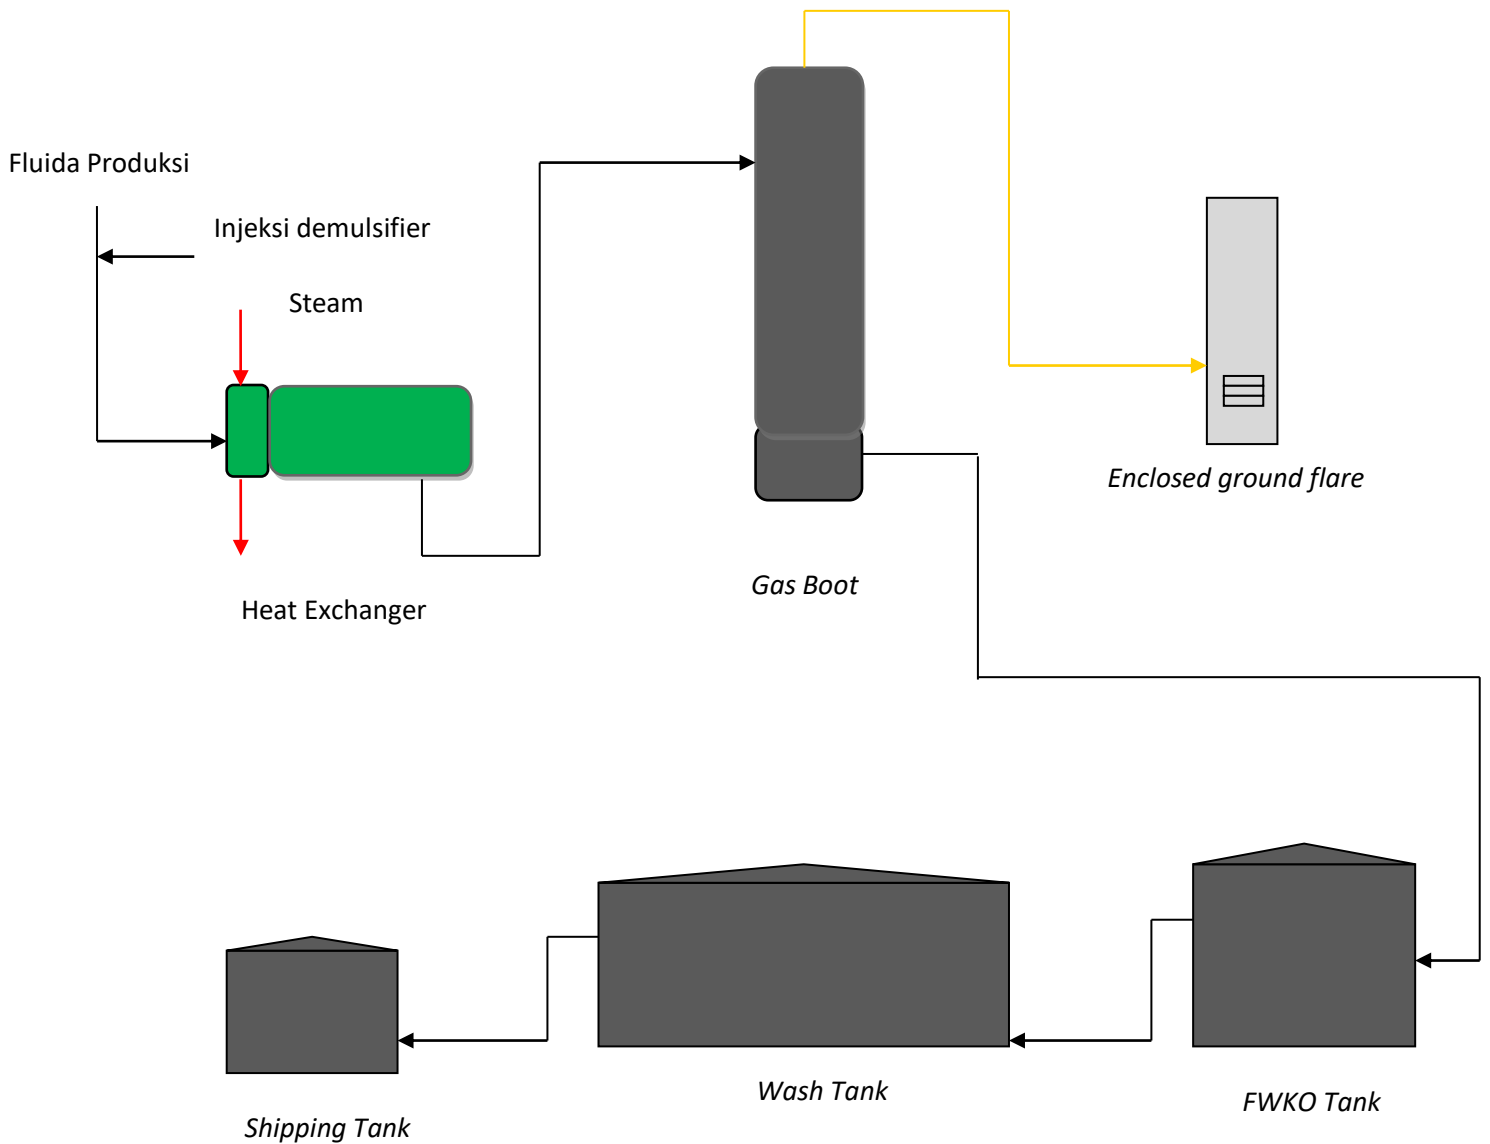 Fluida Produksi
Injeksi demulsifier
Steam
Enclosed ground flare
Gas Boot
Heat Exchanger
Wash Tank
FWKO Tank
Shipping Tank